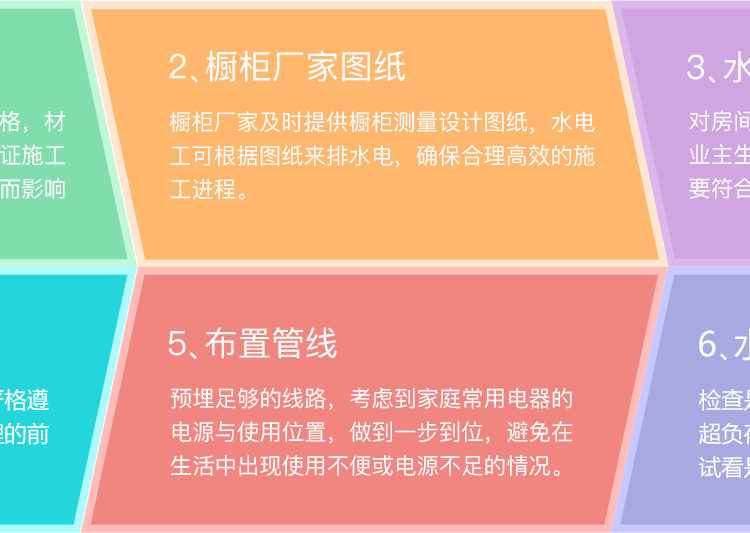 格，材
证施工
而影响
2、橱柜厂家图纸
橱柜厂家及时提供橱柜测量设计图纸，水电
工可根据图纸来排水电，确保合理高效的施
工进程。
3、水
对房间
业主生
要符合
格遵
的前
5、布置管线
预埋足够的线路，考虑到家庭常用电器的
电源与使用位置，做到一步到位，避免在
生活中出现使用不便或电源不足的情况。
6、水
检查是
超负荷
试看是